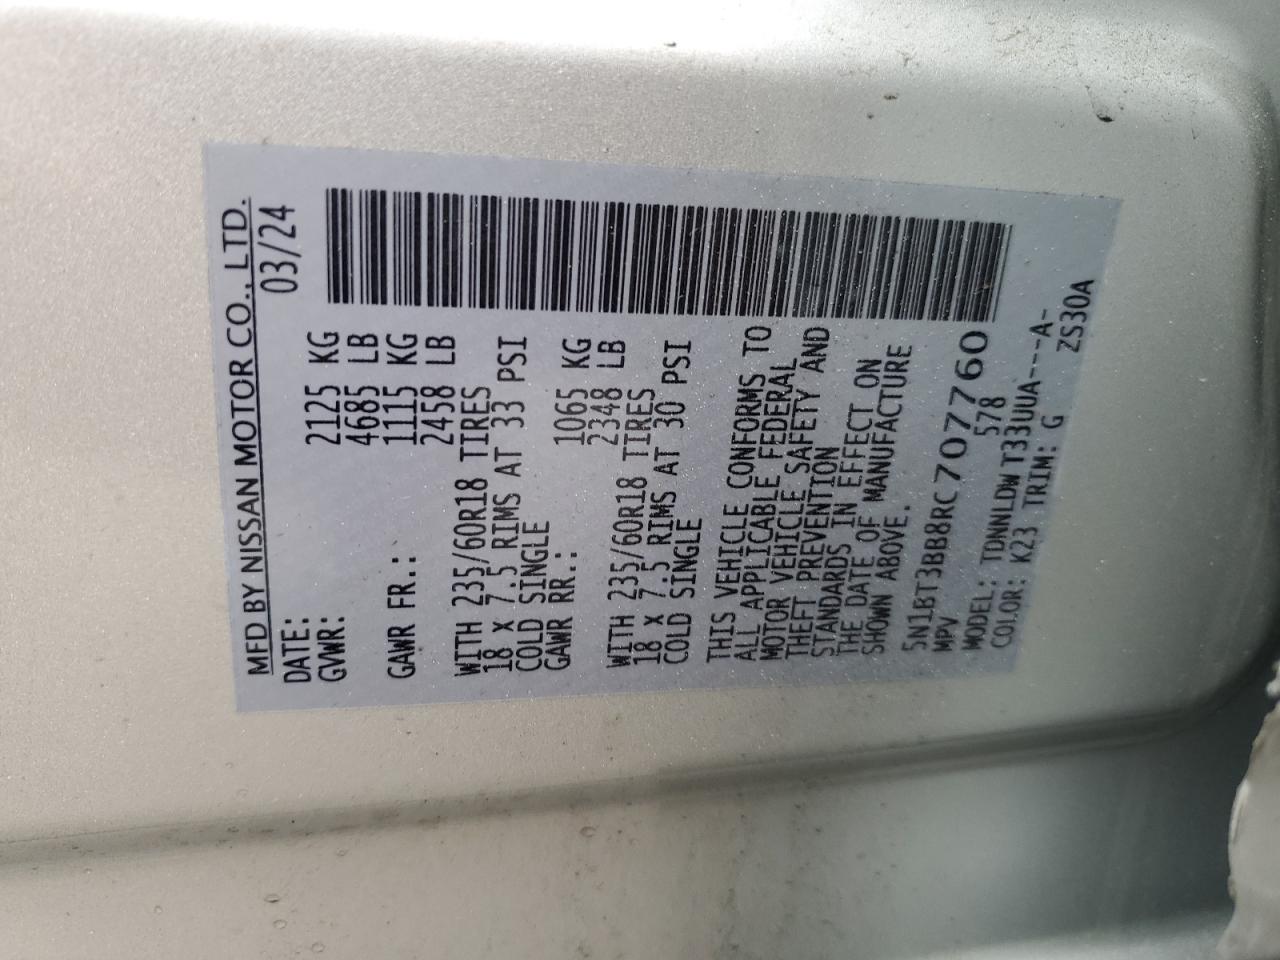 MFD BY NISSAN MOTOR CO., LTD.
DATE: 03/24
GVWR: 2125 KG
4685 LB
GAWR FR.: 1115 KG
2458 LB
WITH 235/60R18 TIRES
18 X 7.5 RIMS AT 33 PSI
COLD SINGLE
GAWR RR.: 1065 KG
2348 LB
WITH 235/60R18 TIRES
18 X 7.5 RIMS AT 30 PSI
COLD SINGLE
THIS VEHICLE CONFORMS TO
ALL APPLICABLE FEDERAL
MOTOR VEHICLE SAFETY AND
THEFT PREVENTION
STANDARDS IN EFFECT ON
THE DATE OF MANUFACTURE
SHOWN ABOVE.
5N1BT3BB8RC707760
MPV 578
MODEL: TDNNLDW T33UUA---A-
COLOR: K23 TRIM: G ZS30A